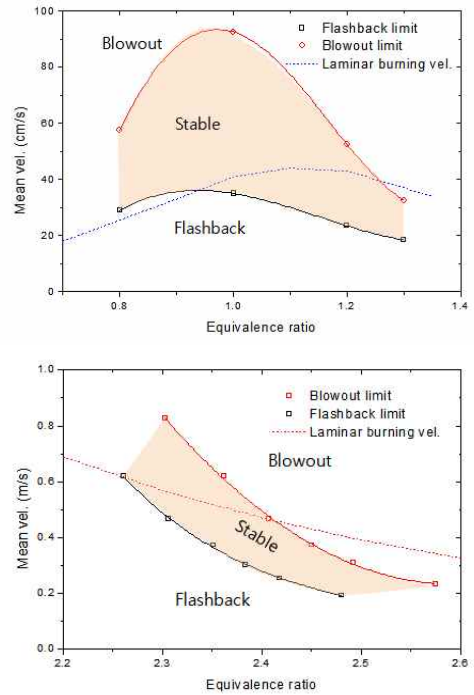 100
80
60
40
20
0
Mean vel. (cm/s)
Blowout
Stable
Flashback
Flashback limit
Blowout limit
Laminar burning vel.
0.8 1.0 1.2 1.4
Equivalence ratio
1.0
0.8
0.6
0.4
0.2
0.0
Mean vel. (m/s)
Blowout limit
Flashback limit
Laminar burning vel.
Blowout
Stable
Flashback
2.2 2.3 2.4 2.5 2.6
Equivalence ratio